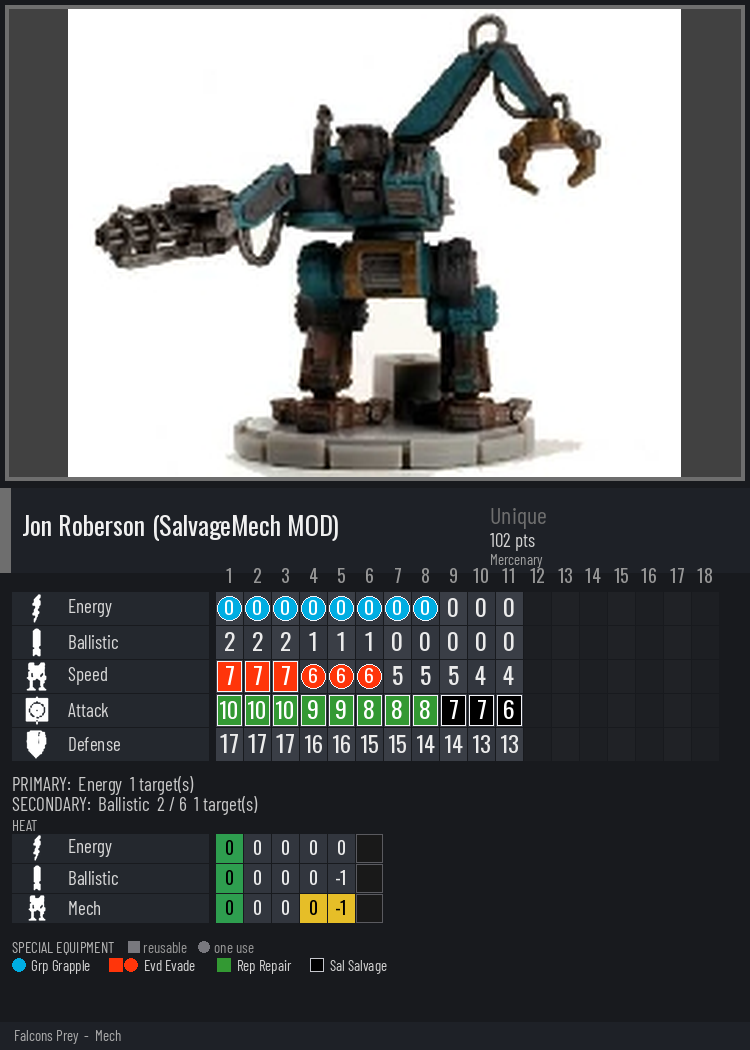 Jon Roberson (SalvageMech MOD)
Unique
102 pts
Mercenary
1 2 3 4 5 6 7 8 9 10 11 12 13 14 15 16 17 18
Energy 0 0 0 0 0 0 0 0 0 0 0
Ballistic 2 2 2 1 1 1 0 0 0 0 0
Speed 7 7 7 6 6 6 5 5 5 4 4
Attack 10 10 10 9 9 8 8 8 7 7 6
Defense 17 17 17 16 16 15 15 14 14 13 13
PRIMARY: Energy 1 target(s)
SECONDARY: Ballistic 2 / 6 1 target(s)
HEAT
Energy 0 0 0 0 0
Ballistic 0 0 0 0 -1
Mech 0 0 0 0 -1
SPECIAL EQUIPMENT reusable one use
Grp Grapple Evd Evade Rep Repair Sal Salvage
Falcons Prey - Mech